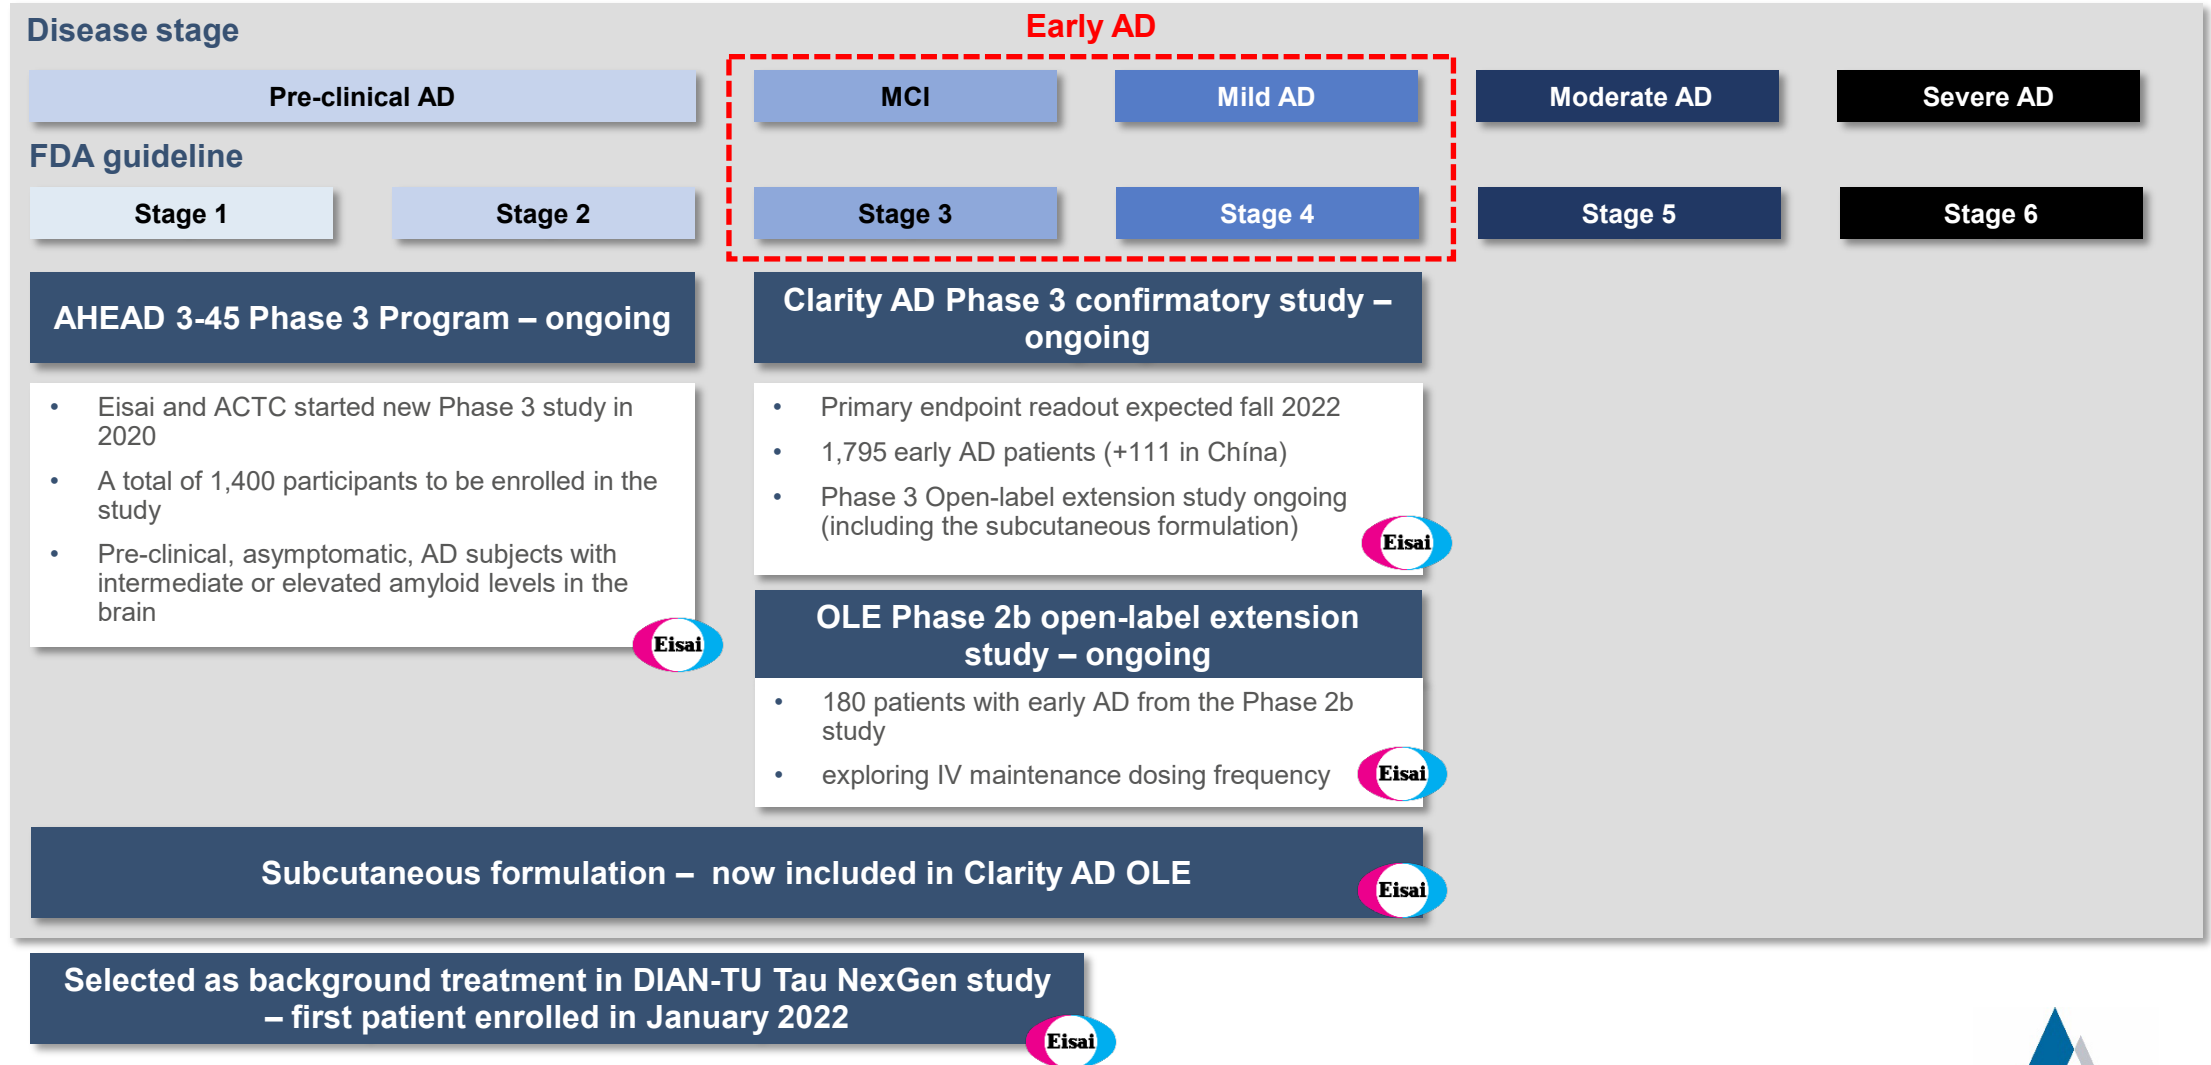 Disease stage
Early AD
Pre-clinical AD
MCI
Mild AD
Moderate AD
Severe AD
FDA guideline
Stage 1
Stage 2
Stage 3
Stage 4
Stage 5
Stage 6
AHEAD 3-45 Phase 3 Program – ongoing
• Eisai and ACTC started new Phase 3 study in
2020
• A total of 1,400 participants to be enrolled in the
study
• Pre-clinical, asymptomatic, AD subjects with
intermediate or elevated amyloid levels in the
brain
Eisai
Clarity AD Phase 3 confirmatory study –
ongoing
• Primary endpoint readout expected fall 2022
• 1,795 early AD patients (+111 in Chína)
• Phase 3 Open-label extension study ongoing
(including the subcutaneous formulation)
Eisai
OLE Phase 2b open-label extension
study – ongoing
• 180 patients with early AD from the Phase 2b
study
• exploring IV maintenance dosing frequency
Eisai
Subcutaneous formulation – now included in Clarity AD OLE
Eisai
Selected as background treatment in DIAN-TU Tau NexGen study
– first patient enrolled in January 2022
Eisai